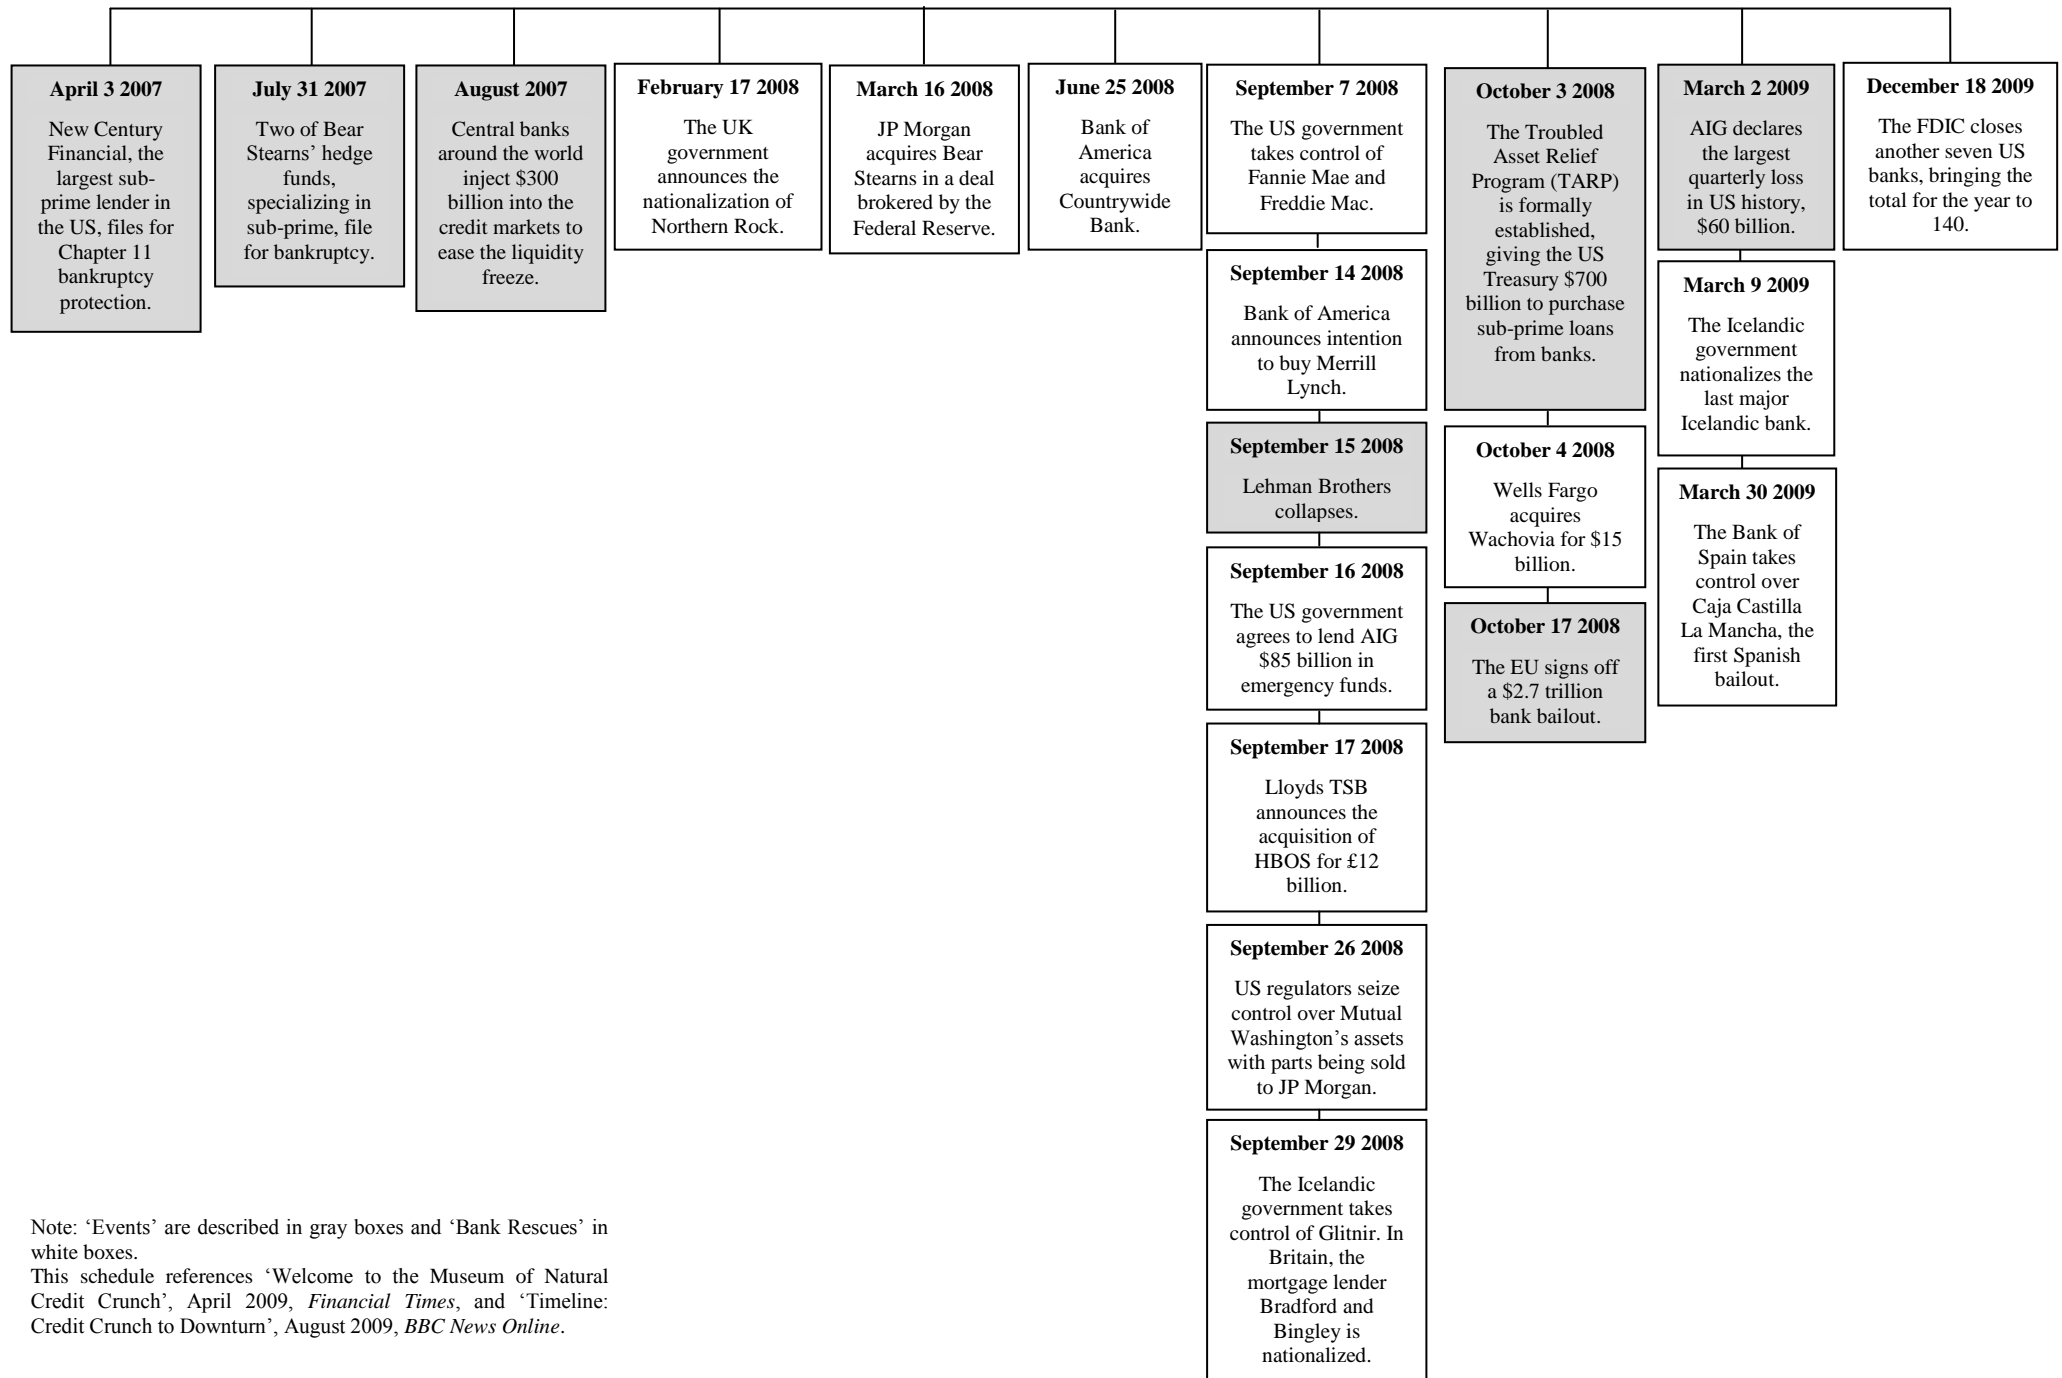 April 3 2007
New Century
Financial, the
largest sub-
prime lender in
the US, files for
Chapter 11
bankruptcy
protection.
July 31 2007
Two of Bear
Stearns’ hedge
funds,
specializing in
sub-prime, file
for bankruptcy.
August 2007
Central banks
around the world
inject $300
billion into the
credit markets to
ease the liquidity
freeze.
February 17 2008
The UK
government
announces the
nationalization of
Northern Rock.
March 16 2008
JP Morgan
acquires Bear
Stearns in a deal
brokered by the
Federal Reserve.
June 25 2008
Bank of
America
acquires
Countrywide
Bank.
September 7 2008
The US government
takes control of
Fannie Mae and
Freddie Mac.
September 14 2008
Bank of America
announces intention
to buy Merrill
Lynch.
September 15 2008
Lehman Brothers
collapses.
September 16 2008
The US government
agrees to lend AIG
$85 billion in
emergency funds.
September 17 2008
Lloyds TSB
announces the
acquisition of
HBOS for £12
billion.
September 26 2008
US regulators seize
control over Mutual
Washington’s assets
with parts being sold
to JP Morgan.
September 29 2008
The Icelandic
government takes
control of Glitnir. In
Britain, the
mortgage lender
Bradford and
Bingley is
nationalized.
October 3 2008
The Troubled
Asset Relief
Program (TARP)
is formally
established,
giving the US
Treasury $700
billion to purchase
sub-prime loans
from banks.
October 4 2008
Wells Fargo
acquires
Wachovia for $15
billion.
October 17 2008
The EU signs off
a $2.7 trillion
bank bailout.
March 2 2009
AIG declares
the largest
quarterly loss
in US history,
$60 billion.
March 9 2009
The Icelandic
government
nationalizes the
last major
Icelandic bank.
March 30 2009
The Bank of
Spain takes
control over
Caja Castilla
La Mancha, the
first Spanish
bailout.
December 18 2009
The FDIC closes
another seven US
banks, bringing the
total for the year to
140.
Note: ‘Events’ are described in gray boxes and ‘Bank Rescues’ in
white boxes.
This schedule references ‘Welcome to the Museum of Natural
Credit Crunch’, April 2009, Financial Times, and ‘Timeline:
Credit Crunch to Downturn’, August 2009, BBC News Online.